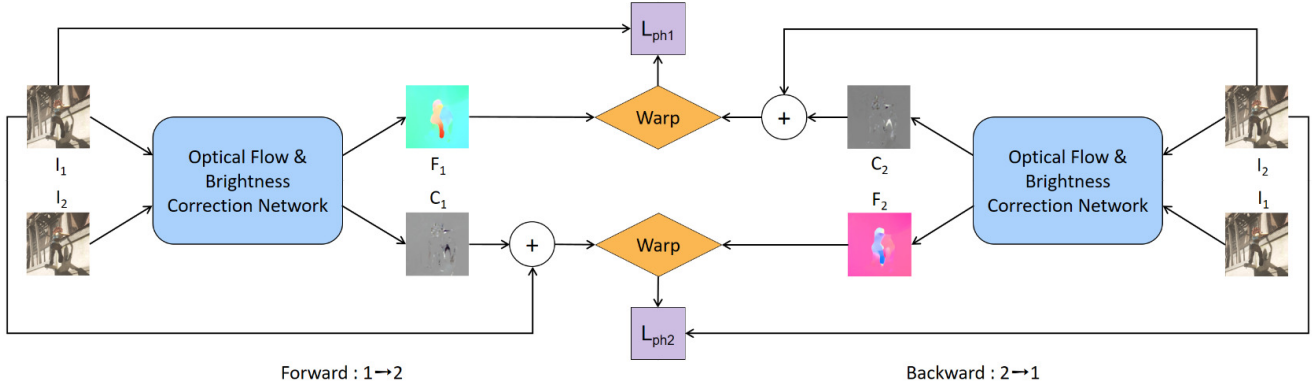 L_ph1
I_1
Optical Flow &
Brightness
Correction Network
F_1
Warp
+
C_2
Optical Flow &
Brightness
Correction Network
I_2
I_2
C_1
+
Warp
F_2
I_1
L_ph2
Forward : 1→2
Backward : 2→1